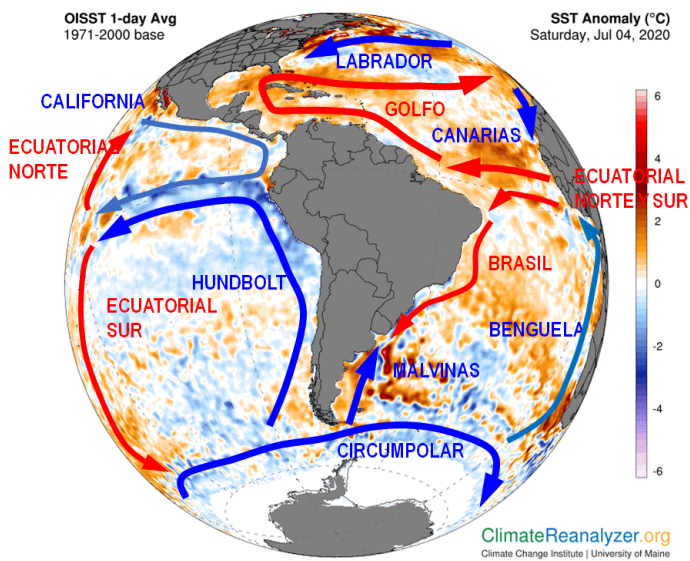 OISST 1-day Avg
1971-2000 base
SST Anomaly (°C)
Saturday, Jul 04, 2020
LABRADOR
CALIFORNIA
GOLFO
CANARIAS
ECUATORIAL
NORTE
ECUATORIAL
NORTE Y SUR
BRASIL
HUNDBOLT
ECUATORIAL
SUR
BENGUELA
MALVINAS
CIRCUMPOLAR
6
4
2
0
-2
-4
-6
ClimateReanalyzer.org
Climate Change Institute | University of Maine